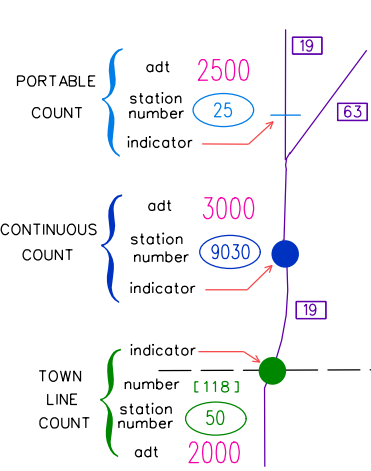 19
adt 2500
PORTABLE
COUNT
station
number
25
63
indicator
adt 3000
CONTINUOUS
COUNT
station
number
9030
indicator
19
indicator
TOWN
LINE
COUNT
number [118]
station
number
50
adt 2000